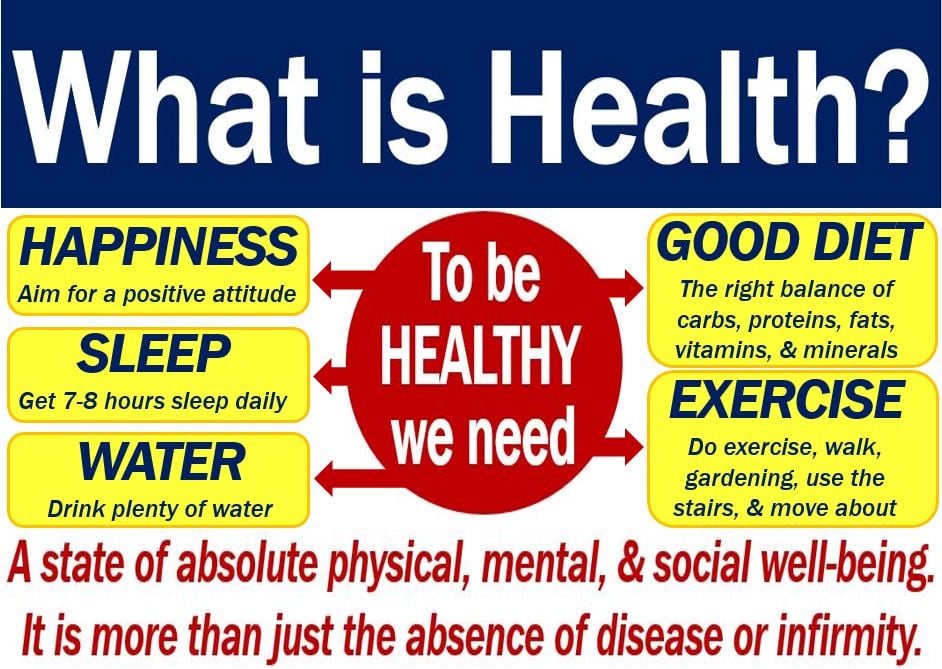 What is Health?
HAPPINESS
Aim for a positive attitude
SLEEP
Get 7-8 hours sleep daily
WATER
Drink plenty of water
To be
HEALTHY
we need
GOOD DIET
The right balance of
carbs, proteins, fats,
vitamins, & minerals
EXERCISE
Do exercise, walk,
gardening, use the
stairs, & move about
A state of absolute physical, mental, & social well-being.
It is more than just the absence of disease or infirmity.